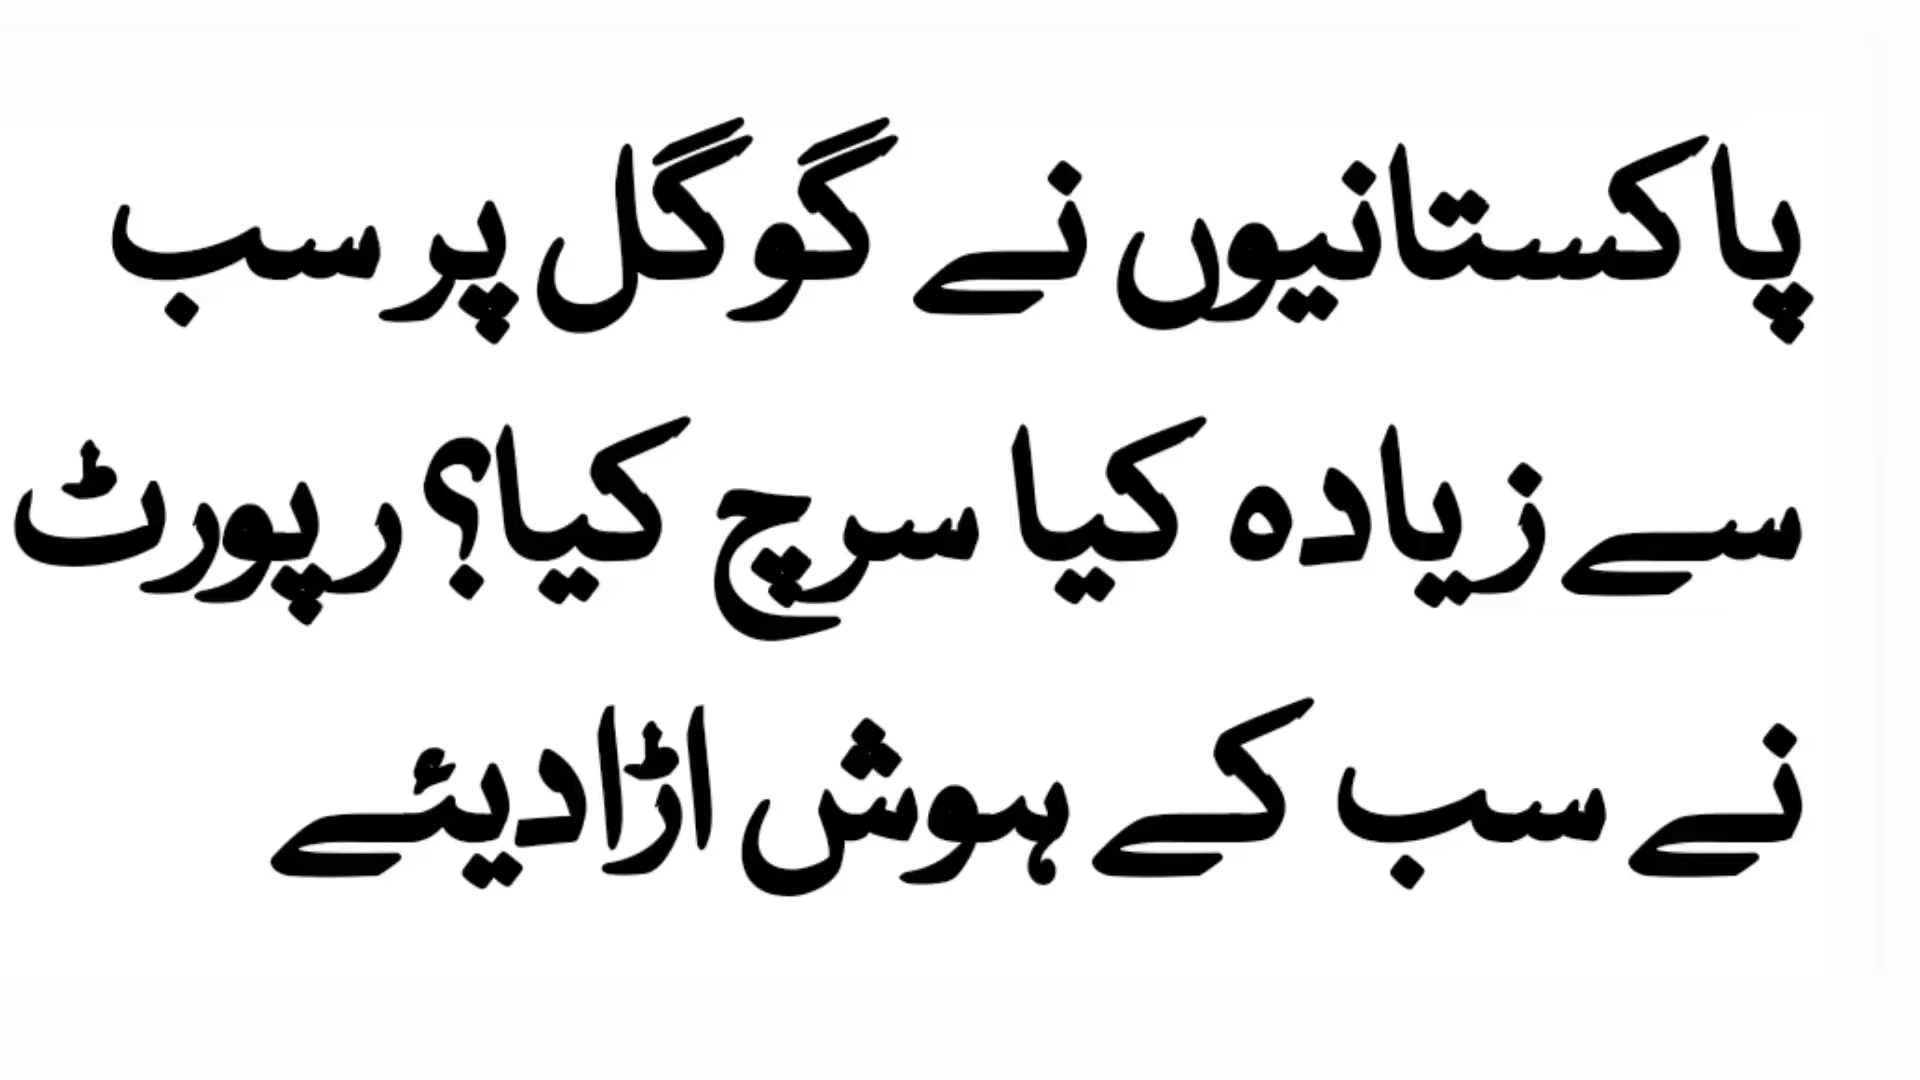 پاکستانیوں نے گوگل پر سب
سے زیادہ کیا سرچ کیا؟ رپورٹ
نے سب کے ہوش اڑادیئے